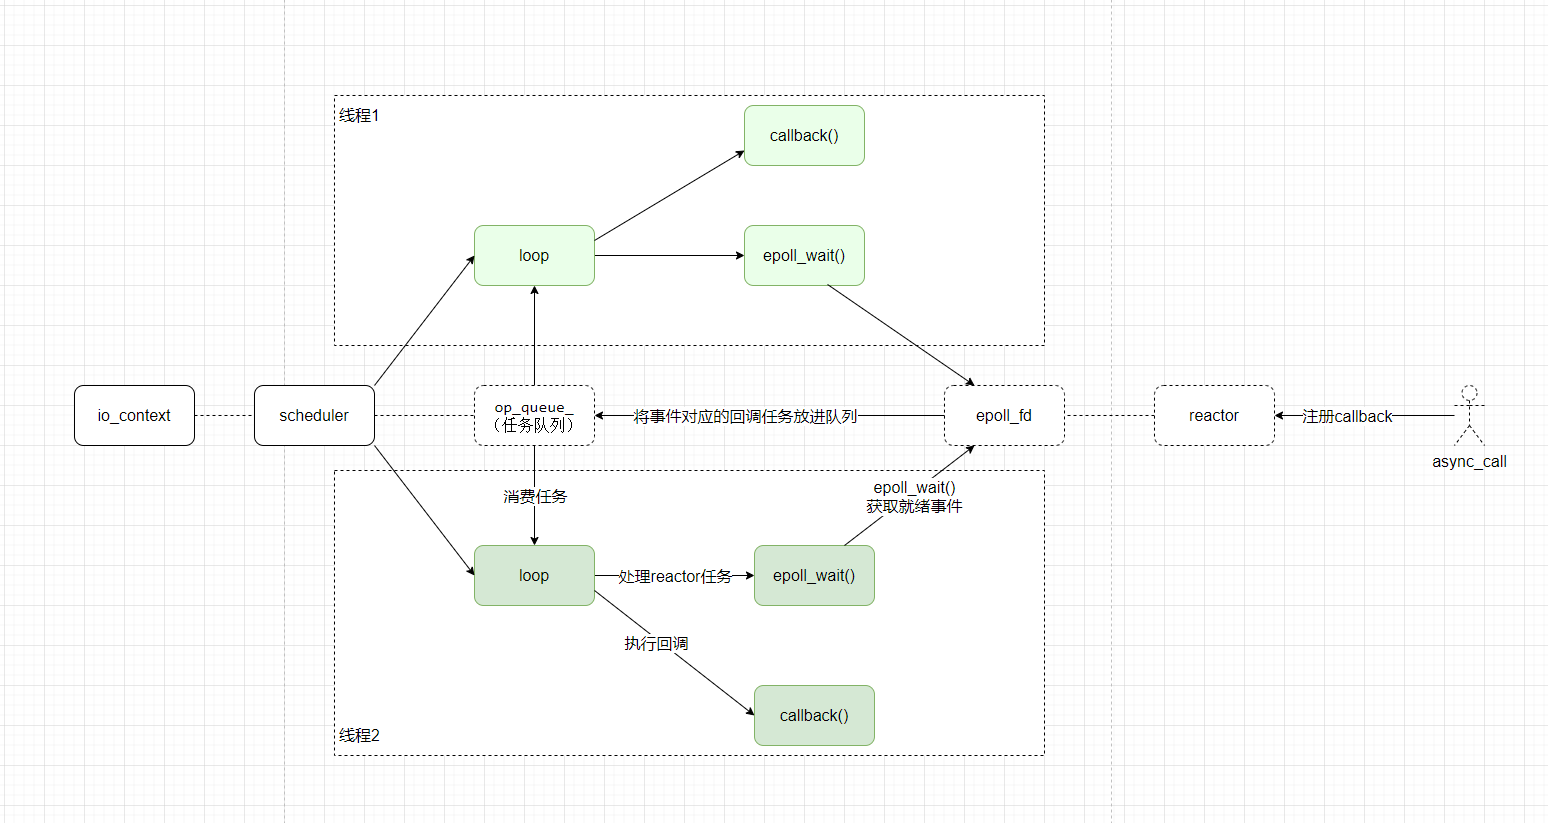 线程1
callback()
loop
epoll_wait()
io_context
scheduler
op_queue_
（任务队列）
将事件对应的回调任务放进队列
epoll_fd
reactor
注册callback
async_call
消费任务
epoll_wait()
获取就绪事件
loop
处理reactor任务
epoll_wait()
执行回调
callback()
线程2